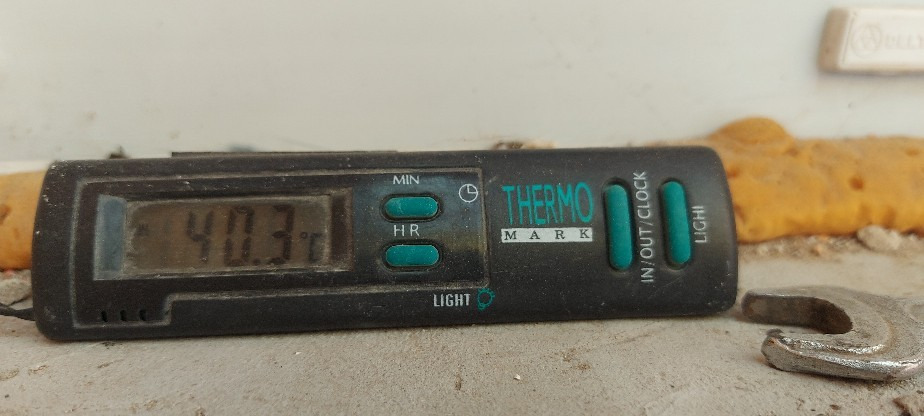 40.3°C
MIN
HR
LIGHT
THERMO
MARK
IN/OUT/CLOCK
LIGHT